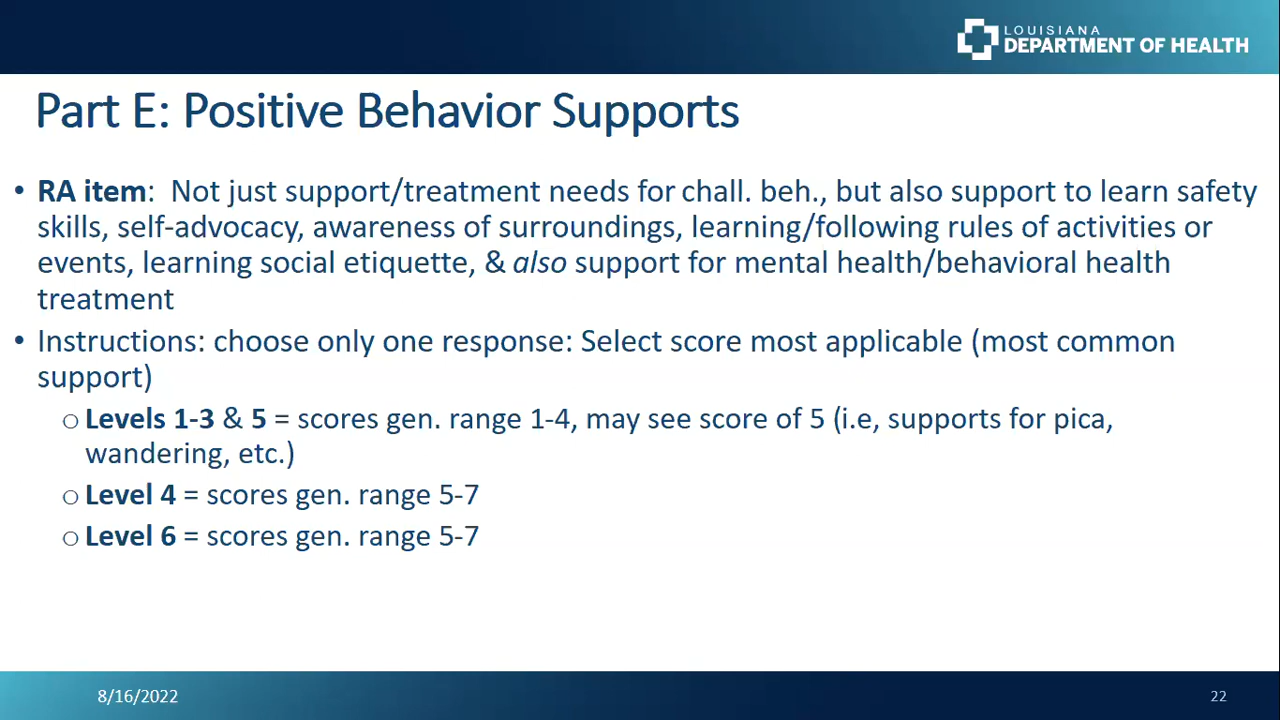 LOUISIANA
DEPARTMENT OF HEALTH
Part E: Positive Behavior Supports
• RA item:  Not just support/treatment needs for chall. beh., but also support to learn safety
skills, self-advocacy, awareness of surroundings, learning/following rules of activities or
events, learning social etiquette, & also support for mental health/behavioral health
treatment
• Instructions: choose only one response: Select score most applicable (most common
support)
o Levels 1-3 & 5 = scores gen. range 1-4, may see score of 5 (i.e, supports for pica,
wandering, etc.)
o Level 4 = scores gen. range 5-7
o Level 6 = scores gen. range 5-7
8/16/2022
22